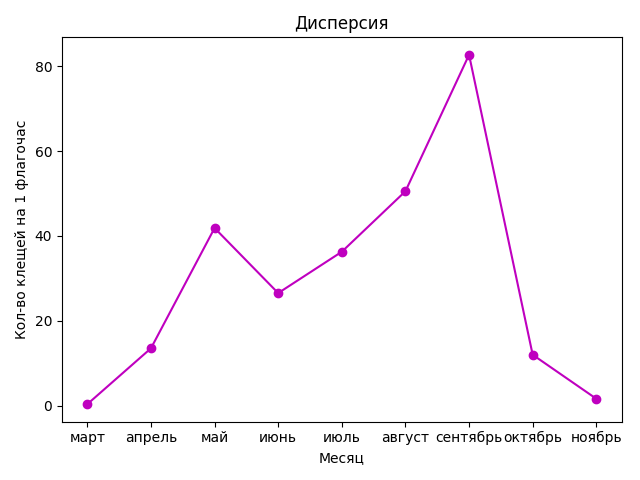 Дисперсия
Кол-во клещей на 1 флагочас
80
60
40
20
0
март апрель май июнь июль август сентябрь октябрь ноябрь
Месяц